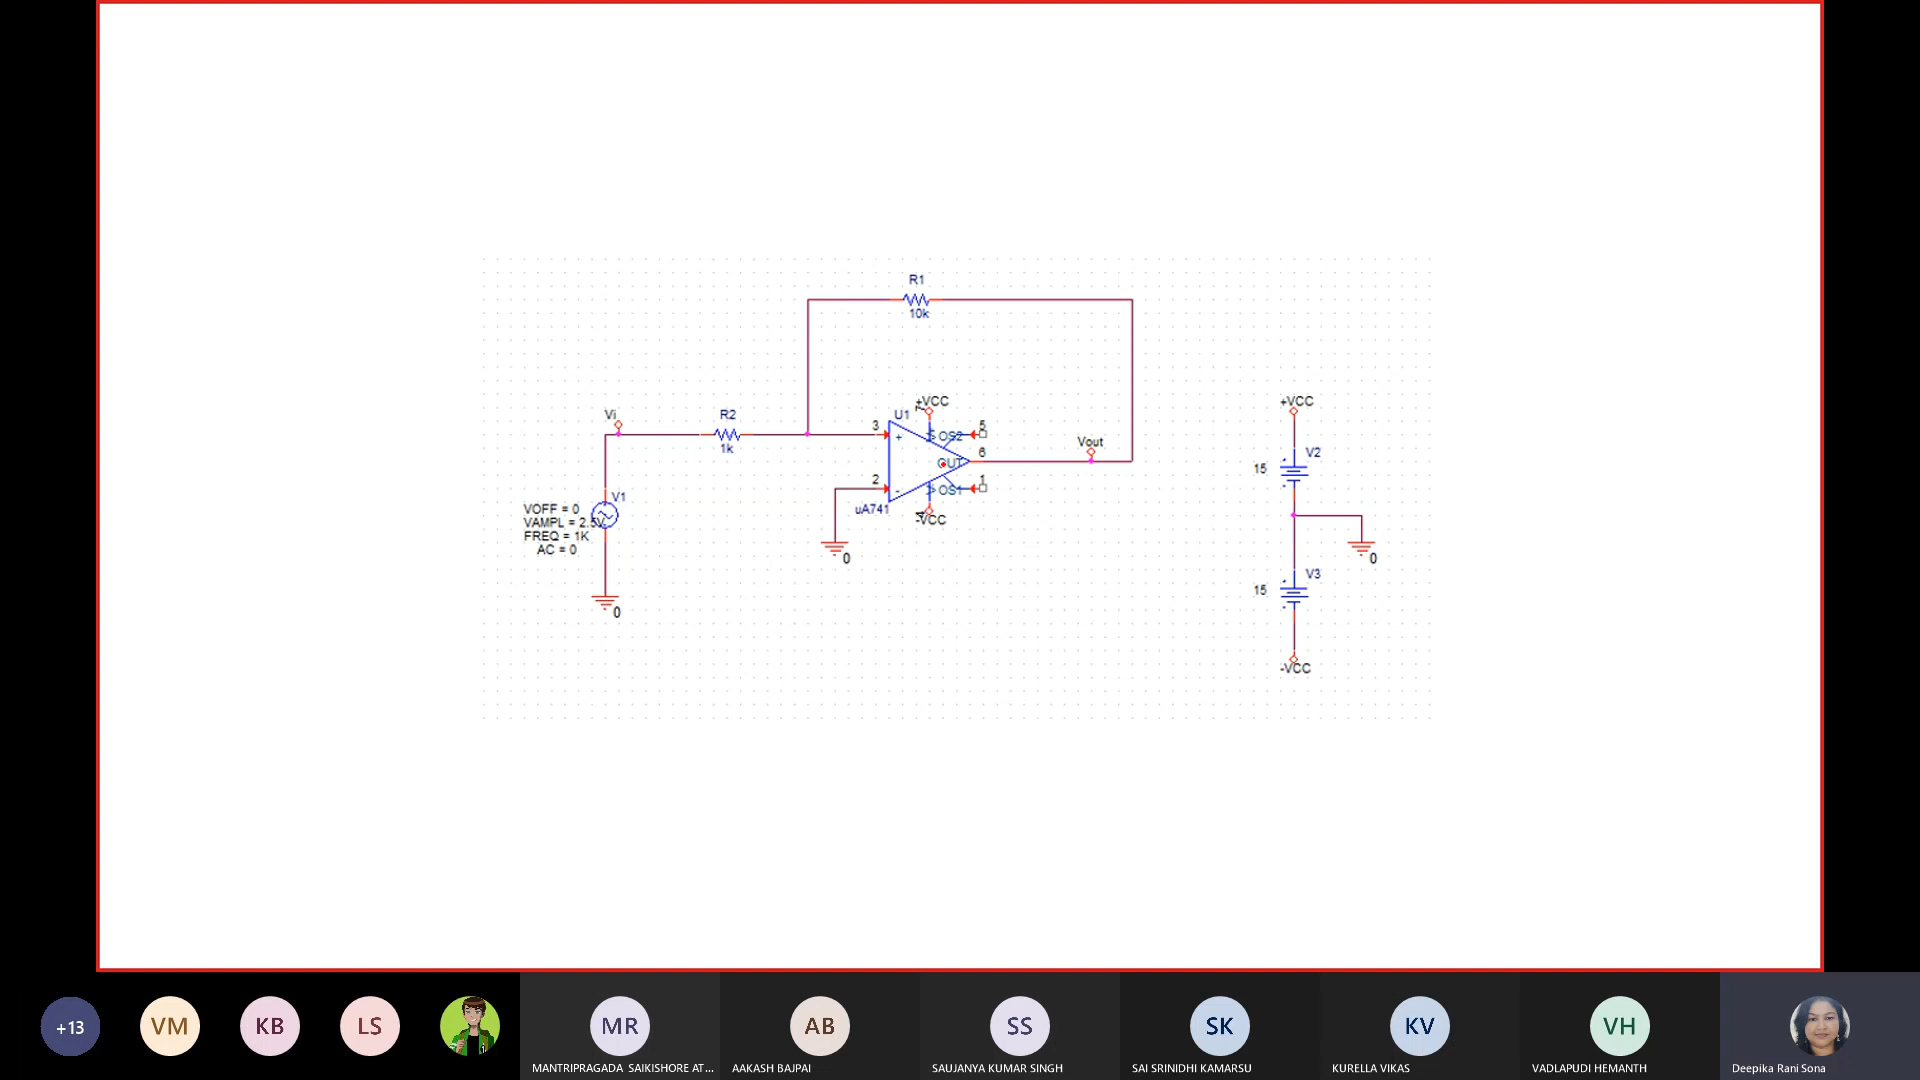 R1
10k
Vi
R2
1k
U1
+VCC
7
3
+
OS2
5
OUT
6
Vout
2
-
OS1
1
uA741
4
-VCC
0
V1
VOFF = 0
VAMPL = 2.5V
FREQ = 1K
AC = 0
0
+VCC
V2
15
0
V3
15
-VCC
+13
VM
KB
LS
MR
AB
SS
SK
KV
VH
MANTRIPRAGADA SAIKISHORE AT...
AAKASH BAJPAI
SAUJANYA KUMAR SINGH
SAI SRINIDHI KAMARSU
KURELLA VIKAS
VADLAPUDI HEMANTH
Deepika Rani Sona